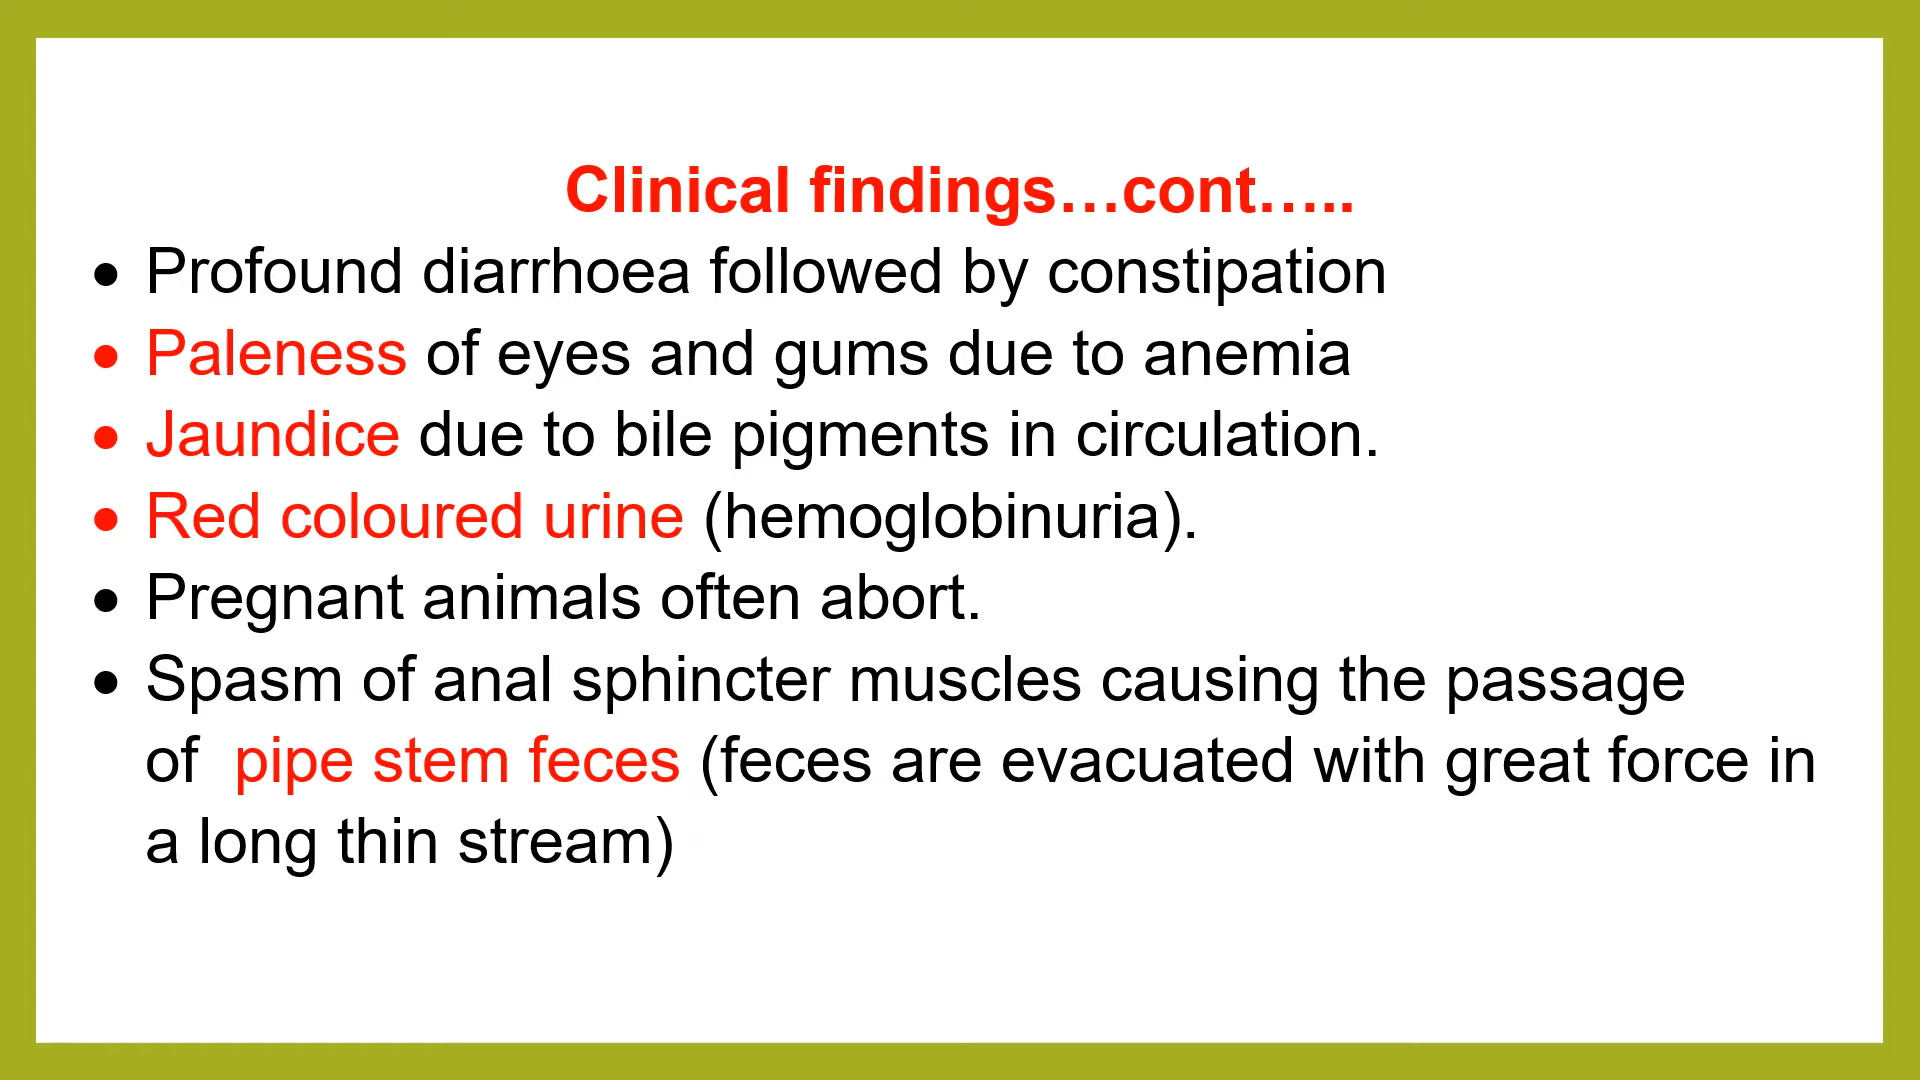 Clinical findings…cont…..
• Profound diarrhoea followed by constipation
• Paleness of eyes and gums due to anemia
• Jaundice due to bile pigments in circulation.
• Red coloured urine (hemoglobinuria).
• Pregnant animals often abort.
• Spasm of anal sphincter muscles causing the passage
of  pipe stem feces (feces are evacuated with great force in
a long thin stream)